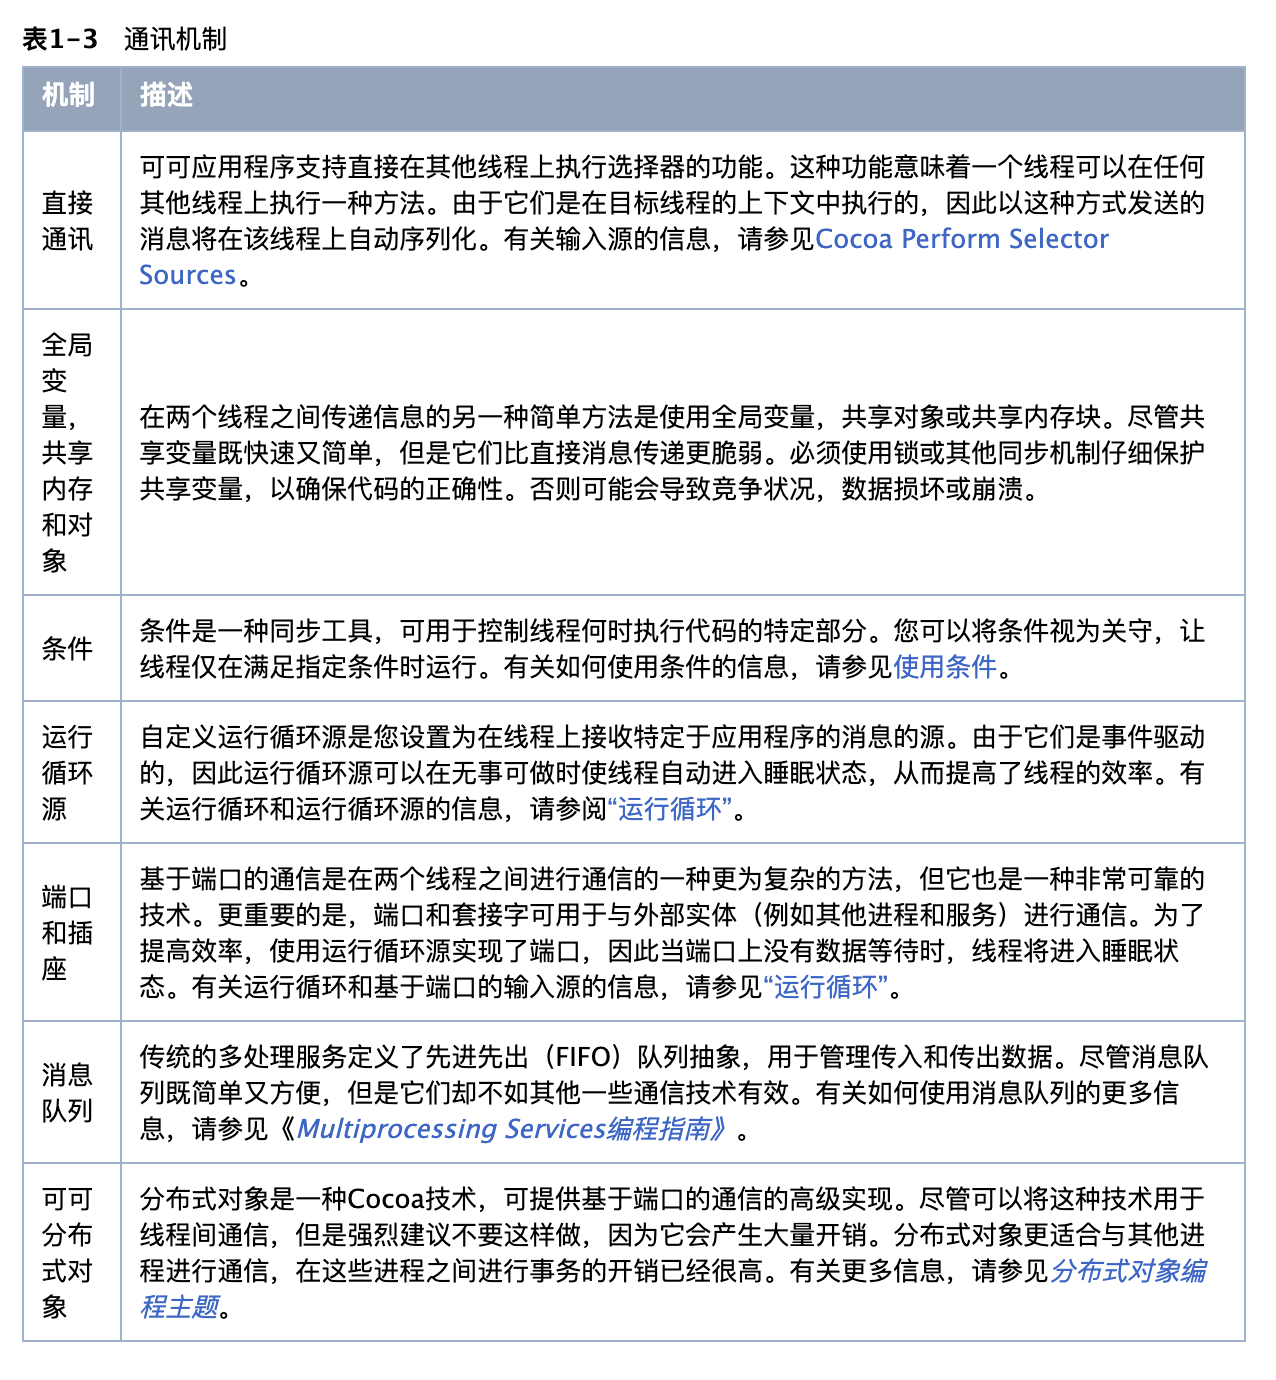 表1-3 通讯机制
机制 描述
直接
通讯
可可应用程序支持直接在其他线程上执行选择器的功能。这种功能意味着一个线程可以在任何
其他线程上执行一种方法。由于它们是在目标线程的上下文中执行的，因此以这种方式发送的
消息将在该线程上自动序列化。有关输入源的信息，请参见Cocoa Perform Selector
Sources。
全局
变
量，
共享
内存
和对
象
在两个线程之间传递信息的另一种简单方法是使用全局变量，共享对象或共享内存块。尽管共
享变量既快速又简单，但是它们比直接消息传递更脆弱。必须使用锁或其他同步机制仔细保护
共享变量，以确保代码的正确性。否则可能会导致竞争状况，数据损坏或崩溃。
条件
条件是一种同步工具，可用于控制线程何时执行代码的特定部分。您可以将条件视为关守，让
线程仅在满足指定条件时运行。有关如何使用条件的信息，请参见使用条件。
运行
循环
源
自定义运行循环源是您设置为在线程上接收特定于应用程序的消息的源。由于它们是事件驱动
的，因此运行循环源可以在无事可做时使线程自动进入睡眠状态，从而提高了线程的效率。有
关运行循环和运行循环源的信息，请参阅“运行循环”。
端口
和插
座
基于端口的通信是在两个线程之间进行通信的一种更为复杂的方法，但它也是一种非常可靠的
技术。更重要的是，端口和套接字可用于与外部实体（例如其他进程和服务）进行通信。为了
提高效率，使用运行循环源实现了端口，因此当端口上没有数据等待时，线程将进入睡眠状
态。有关运行循环和基于端口的输入源的信息，请参见“运行循环”。
消息
队列
传统的多处理服务定义了先进先出（FIFO）队列抽象，用于管理传入和传出数据。尽管消息队
列既简单又方便，但是它们却不如其他一些通信技术有效。有关如何使用消息队列的更多信
息，请参见《Multiprocessing Services编程指南》。
可可
分布
式对
象
分布式对象是一种Cocoa技术，可提供基于端口的通信的高级实现。尽管可以将这种技术用于
线程间通信，但是强烈建议不要这样做，因为它会产生大量开销。分布式对象更适合与其他进
程进行通信，在这些进程之间进行事务的开销已经很高。有关更多信息，请参见分布式对象编
程主题。